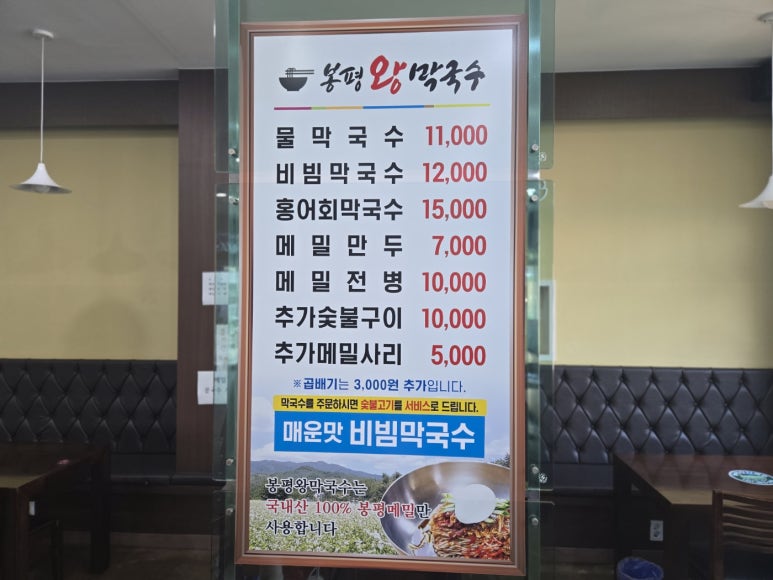 봉평 왕 막국수
물막국수 11,000
비빔막국수 12,000
홍어회막국수 15,000
메밀만두 7,000
메밀전병 10,000
추가숯불구이 10,000
추가메밀사리 5,000
※곱배기는 3,000원 추가입니다.
막국수를 주문하시면 숯불고기를 서비스로 드립니다.
매운맛 비빔막국수
봉평왕막국수는
국내산 100% 봉평메밀만
사용합니다